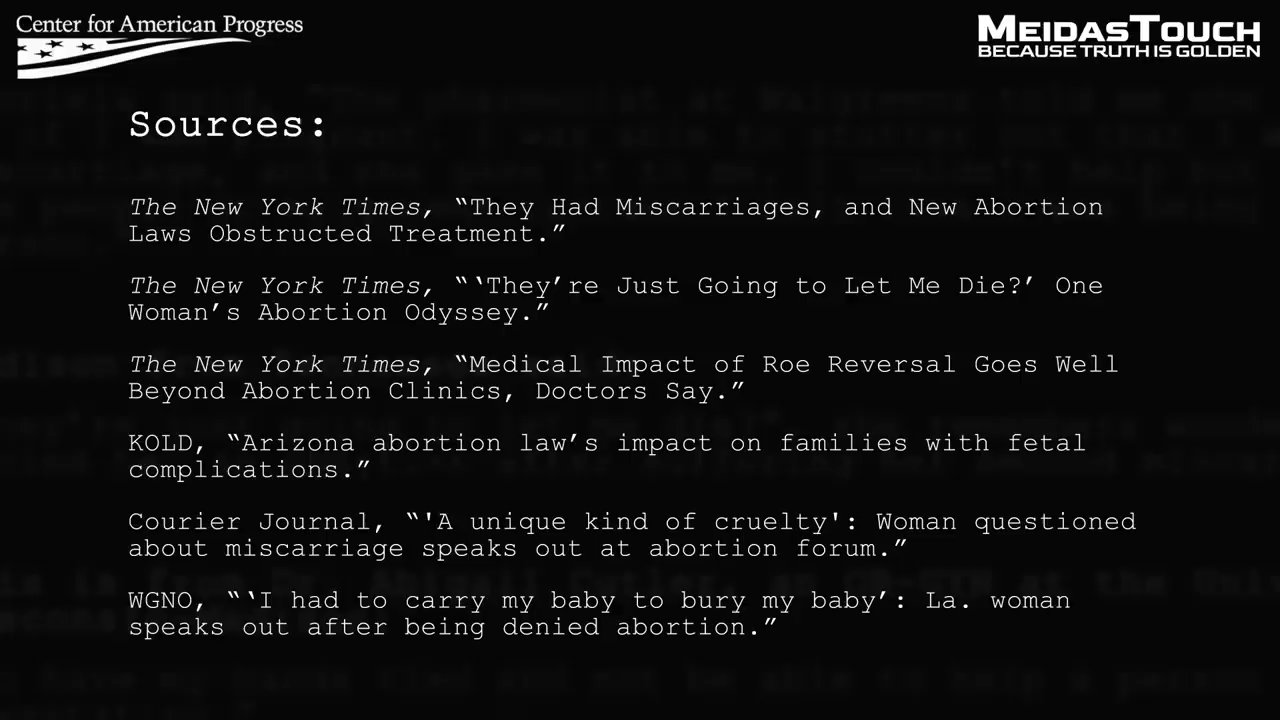 Center for American Progress
MEIDASTOUCH
BECAUSE TRUTH IS GOLDEN
Sources:
The New York Times, “They Had Miscarriages, and New Abortion
Laws Obstructed Treatment.”
The New York Times, “‘They’re Just Going to Let Me Die?’ One
Woman’s Abortion Odyssey.”
The New York Times, “Medical Impact of Roe Reversal Goes Well
Beyond Abortion Clinics, Doctors Say.”
KOLD, “Arizona abortion law’s impact on families with fetal
complications.”
Courier Journal, “'A unique kind of cruelty': Woman questioned
about miscarriage speaks out at abortion forum.”
WGNO, “‘I had to carry my baby to bury my baby’: La. woman
speaks out after being denied abortion.”